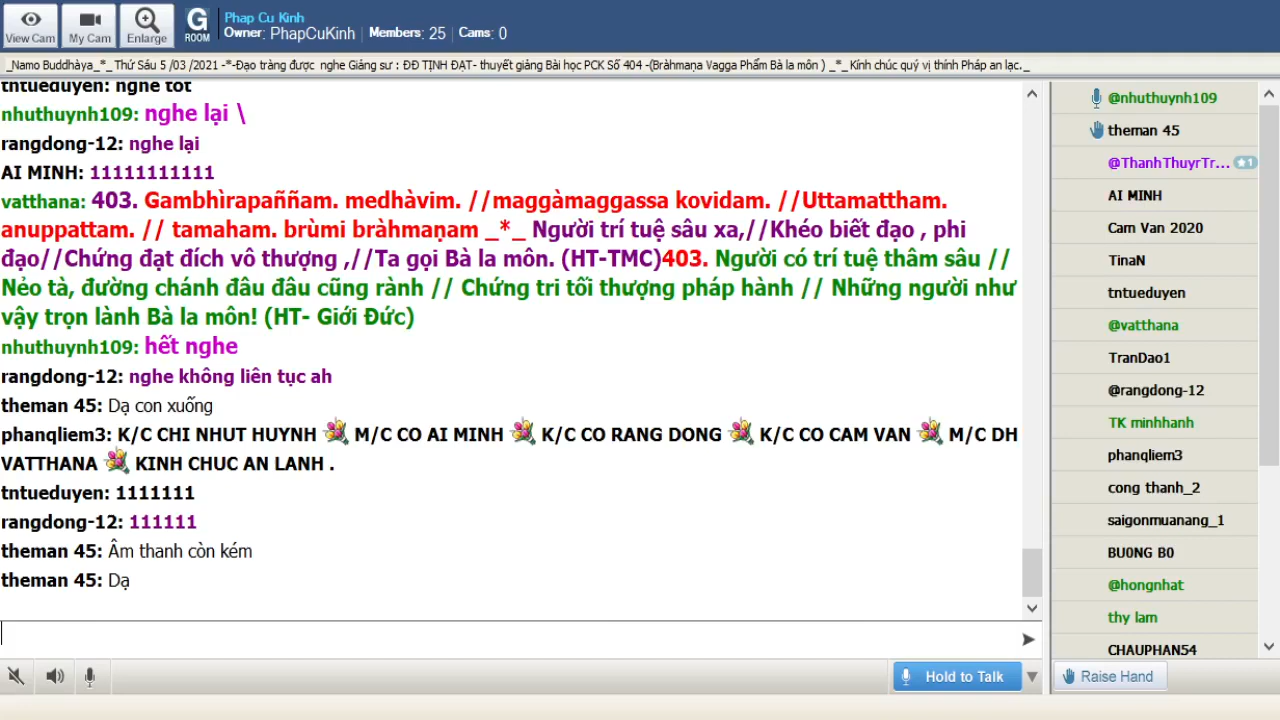 View Cam
My Cam
Enlarge
G
ROOM
Phap Cu Kinh
Owner: PhapCuKinh Members: 25 Cams: 0
_Namo Buddhàya_*_ Thứ Sáu 5 /03 /2021 -*-Đạo tràng được nghe Giảng sư : ĐĐ TỊNH ĐẠT- thuyết giảng Bài học PCK Số 404 -(Bràhmaṇa Vagga Phẩm Bà la môn ) _*_ Kính chúc quý vị thính Pháp an lạc._
tntueduyen: nghe tot
nhuthuynh109: nghe lại \
rangdong-12: nghe lại
AI MINH: 11111111111
vatthana: 403. Gambhìrapaññam. medhàvim. //maggàmaggassa kovidam. //Uttamattham.
anuppattam. // tamaham. brùmi bràhmaṇam _*_ Người trí tuệ sâu xa,//Khéo biết đạo , phi
đạo//Chứng đạt đích vô thượng ,//Ta gọi Bà la môn. (HT-TMC)403. Người có trí tuệ thâm sâu //
Nẻo tà, đường chánh đâu đâu cũng rành // Chứng tri tối thượng pháp hành // Những người như
vậy trọn lành Bà la môn! (HT- Giới Đức)
nhuthuynh109: hết nghe
rangdong-12: nghe không liên tục ah
theman 45: Dạ con xuống
phanqliem3: K/C CHI NHUT HUYNH M/C CO AI MINH K/C CO RANG DONG K/C CO CAM VAN M/C DH
VATTHANA KINH CHUC AN LANH .
tntueduyen: 1111111
rangdong-12: 111111
theman 45: Âm thanh còn kém
theman 45: Dạ
Hold to Talk
@nhuthuynh109
theman 45
@ThanhThuyrTr... ★1
AI MINH
Cam Van 2020
TinaN
tntueduyen
@vatthana
TranDao1
@rangdong-12
TK minhhanh
phanqliem3
cong thanh_2
saigonmuanang_1
BU0NG B0
@hongnhat
thy lam
CHAUPHAN54
Raise Hand